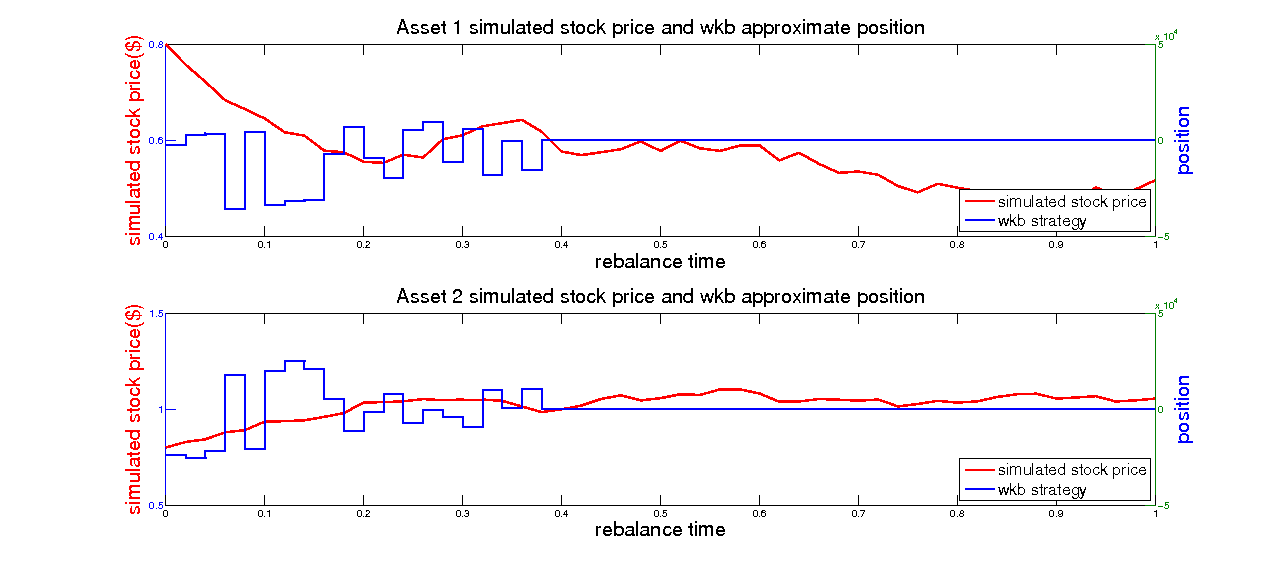 Asset 1 simulated stock price and wkb approximate position
simulated stock price($)
0.8
0.6
0.4
x 10^4
5
0
-5
position
simulated stock price
wkb strategy
0 0.1 0.2 0.3 0.4 0.5 0.6 0.7 0.8 0.9 1
rebalance time
Asset 2 simulated stock price and wkb approximate position
simulated stock price($)
1.5
1
0.5
x 10^4
5
0
-5
position
simulated stock price
wkb strategy
0 0.1 0.2 0.3 0.4 0.5 0.6 0.7 0.8 0.9 1
rebalance time